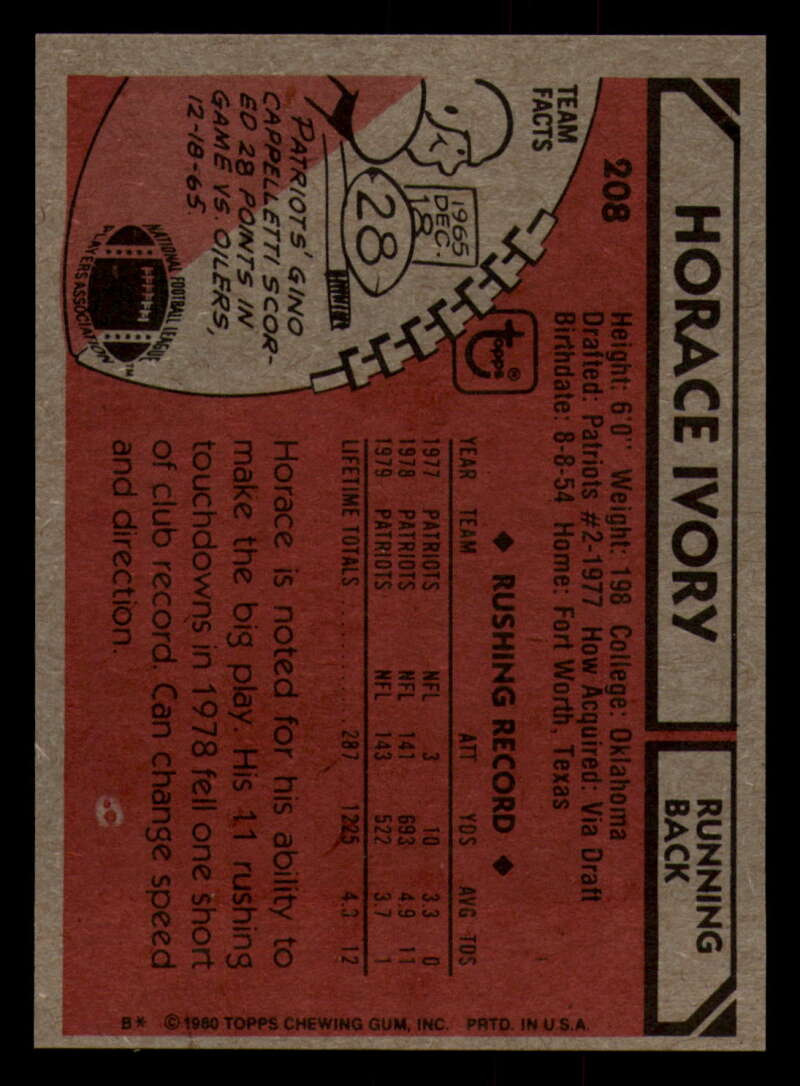 HORACE IVORY
RUNNING
BACK
208
Height: 6'0" Weight: 198 College: Oklahoma
Drafted: Patriots #2-1977 How Acquired: Via Draft
Birthdate: 8-8-54 Home: Fort Worth, Texas
TEAM
FACTS
1965
DEC.
18
28
PATRIOTS' GINO
CAPPELLETTI SCOR-
ED 28 POINTS IN
GAME VS. OILERS,
12-18-65.
NATIONAL FOOTBALL LEAGUE
PLAYERS ASSOCIATION™
topps®
◆ RUSHING RECORD ◆
YEAR TEAM ATT YDS AVG TDS
1977 PATRIOTS NFL 3 10 3.3 0
1978 PATRIOTS NFL 141 693 4.9 11
1979 PATRIOTS NFL 143 522 3.7 1
LIFETIME TOTALS .......... 287 1225 4.3 12
Horace is noted for his ability to
make the big play. His 11 rushing
touchdowns in 1978 fell one short
of club record. Can change speed
and direction.
B* ©1980 TOPPS CHEWING GUM, INC. PRTD. IN U.S.A.